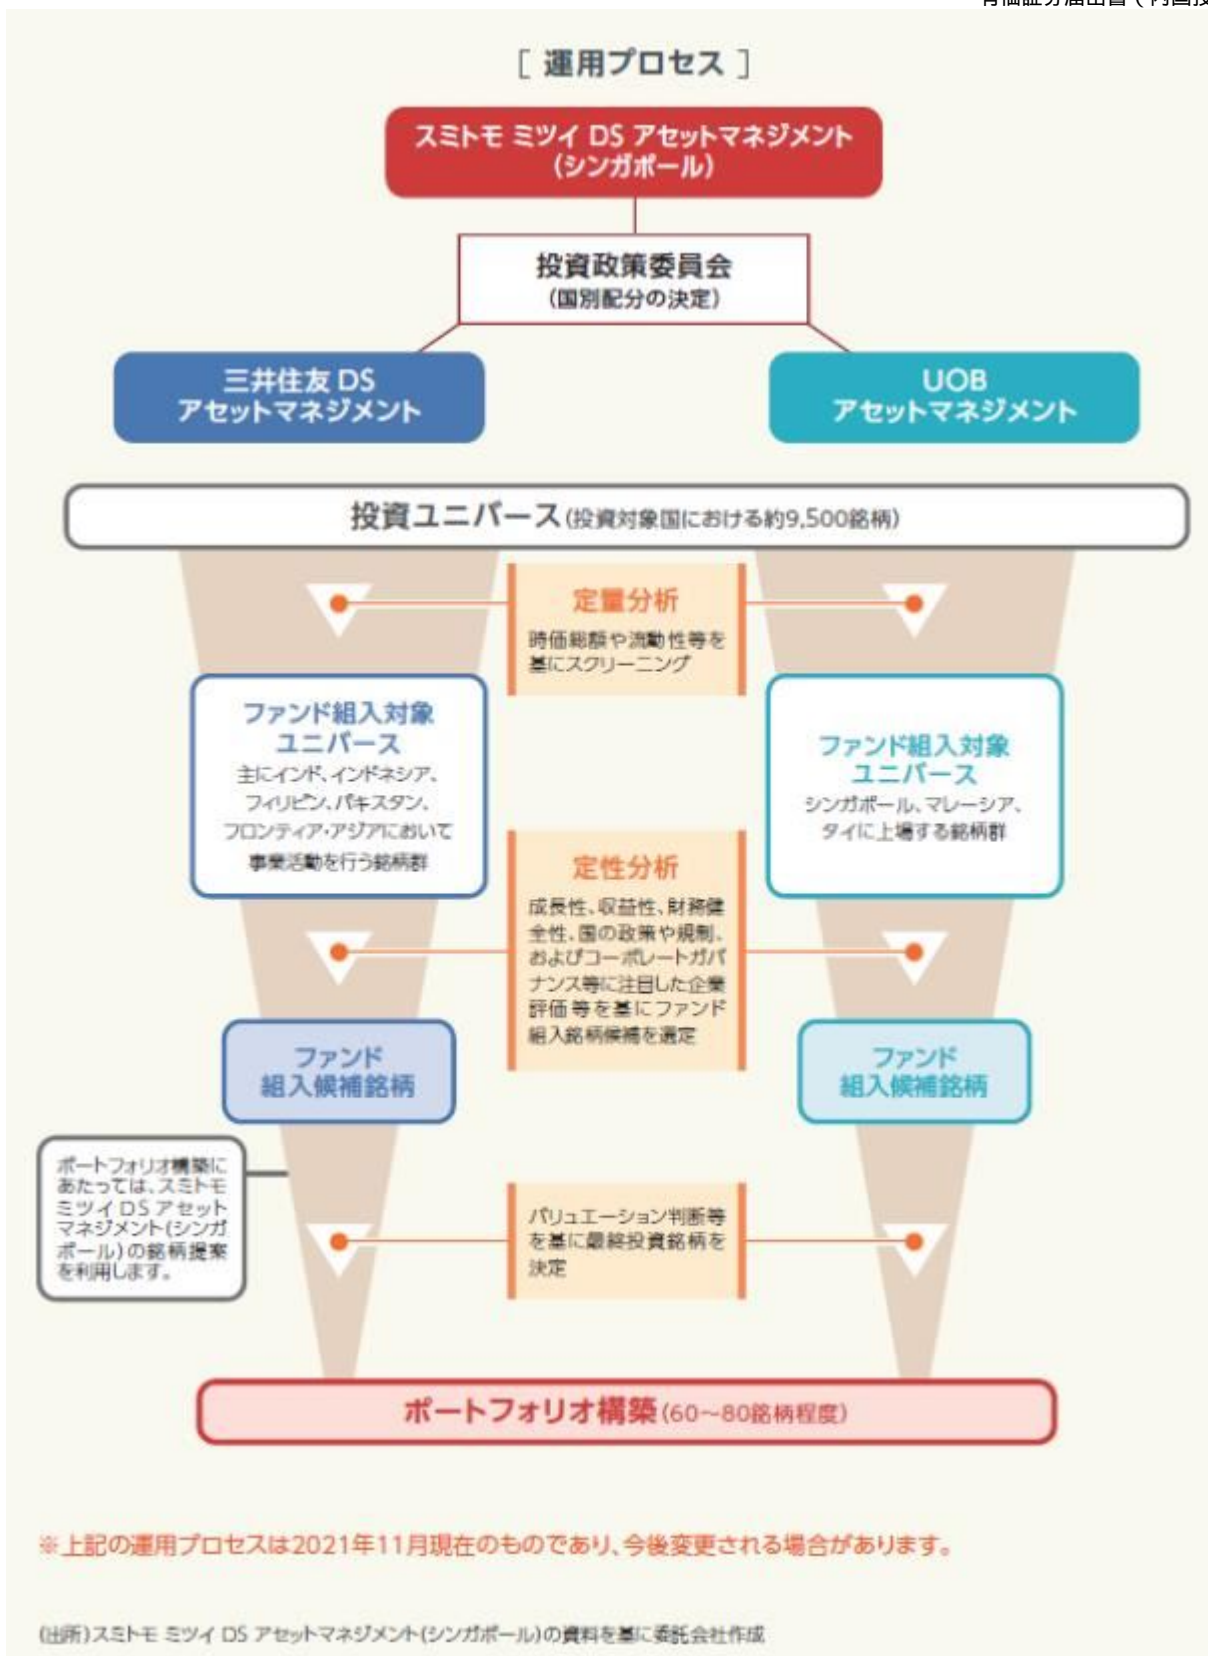 [ 運用プロセス ]
スミトモ ミツイ DS アセットマネジメント
(シンガポール)
投資政策委員会
(国別配分の決定)
三井住友 DS
アセットマネジメント
UOB
アセットマネジメント
投資ユニバース(投資対象国における約9,500銘柄)
定量分析
時価総額や流動性等を
基にスクリーニング
ファンド組入対象
ユニバース
主にインド、インドネシア、
フィリピン、パキスタン、
フロンティア・アジアにおいて
事業活動を行う銘柄群
ファンド組入対象
ユニバース
シンガポール、マレーシア、
タイに上場する銘柄群
定性分析
成長性、収益性、財務健
全性、国の政策や規制、
およびコーポレートガバ
ナンス等に注目した企業
評価等を基にファンド
組入銘柄候補を選定
ファンド
組入候補銘柄
ファンド
組入候補銘柄
ポートフォリオ構築に
あたっては、スミトモ
ミツイDSアセット
マネジメント(シンガ
ポール)の銘柄提案
を利用します。
バリュエーション判断等
を基に最終投資銘柄を
決定
ポートフォリオ構築(60～80銘柄程度)
※上記の運用プロセスは2021年11月現在のものであり、今後変更される場合があります。
(出所)スミトモ ミツイ DS アセットマネジメント(シンガポール)の資料を基に委託会社作成